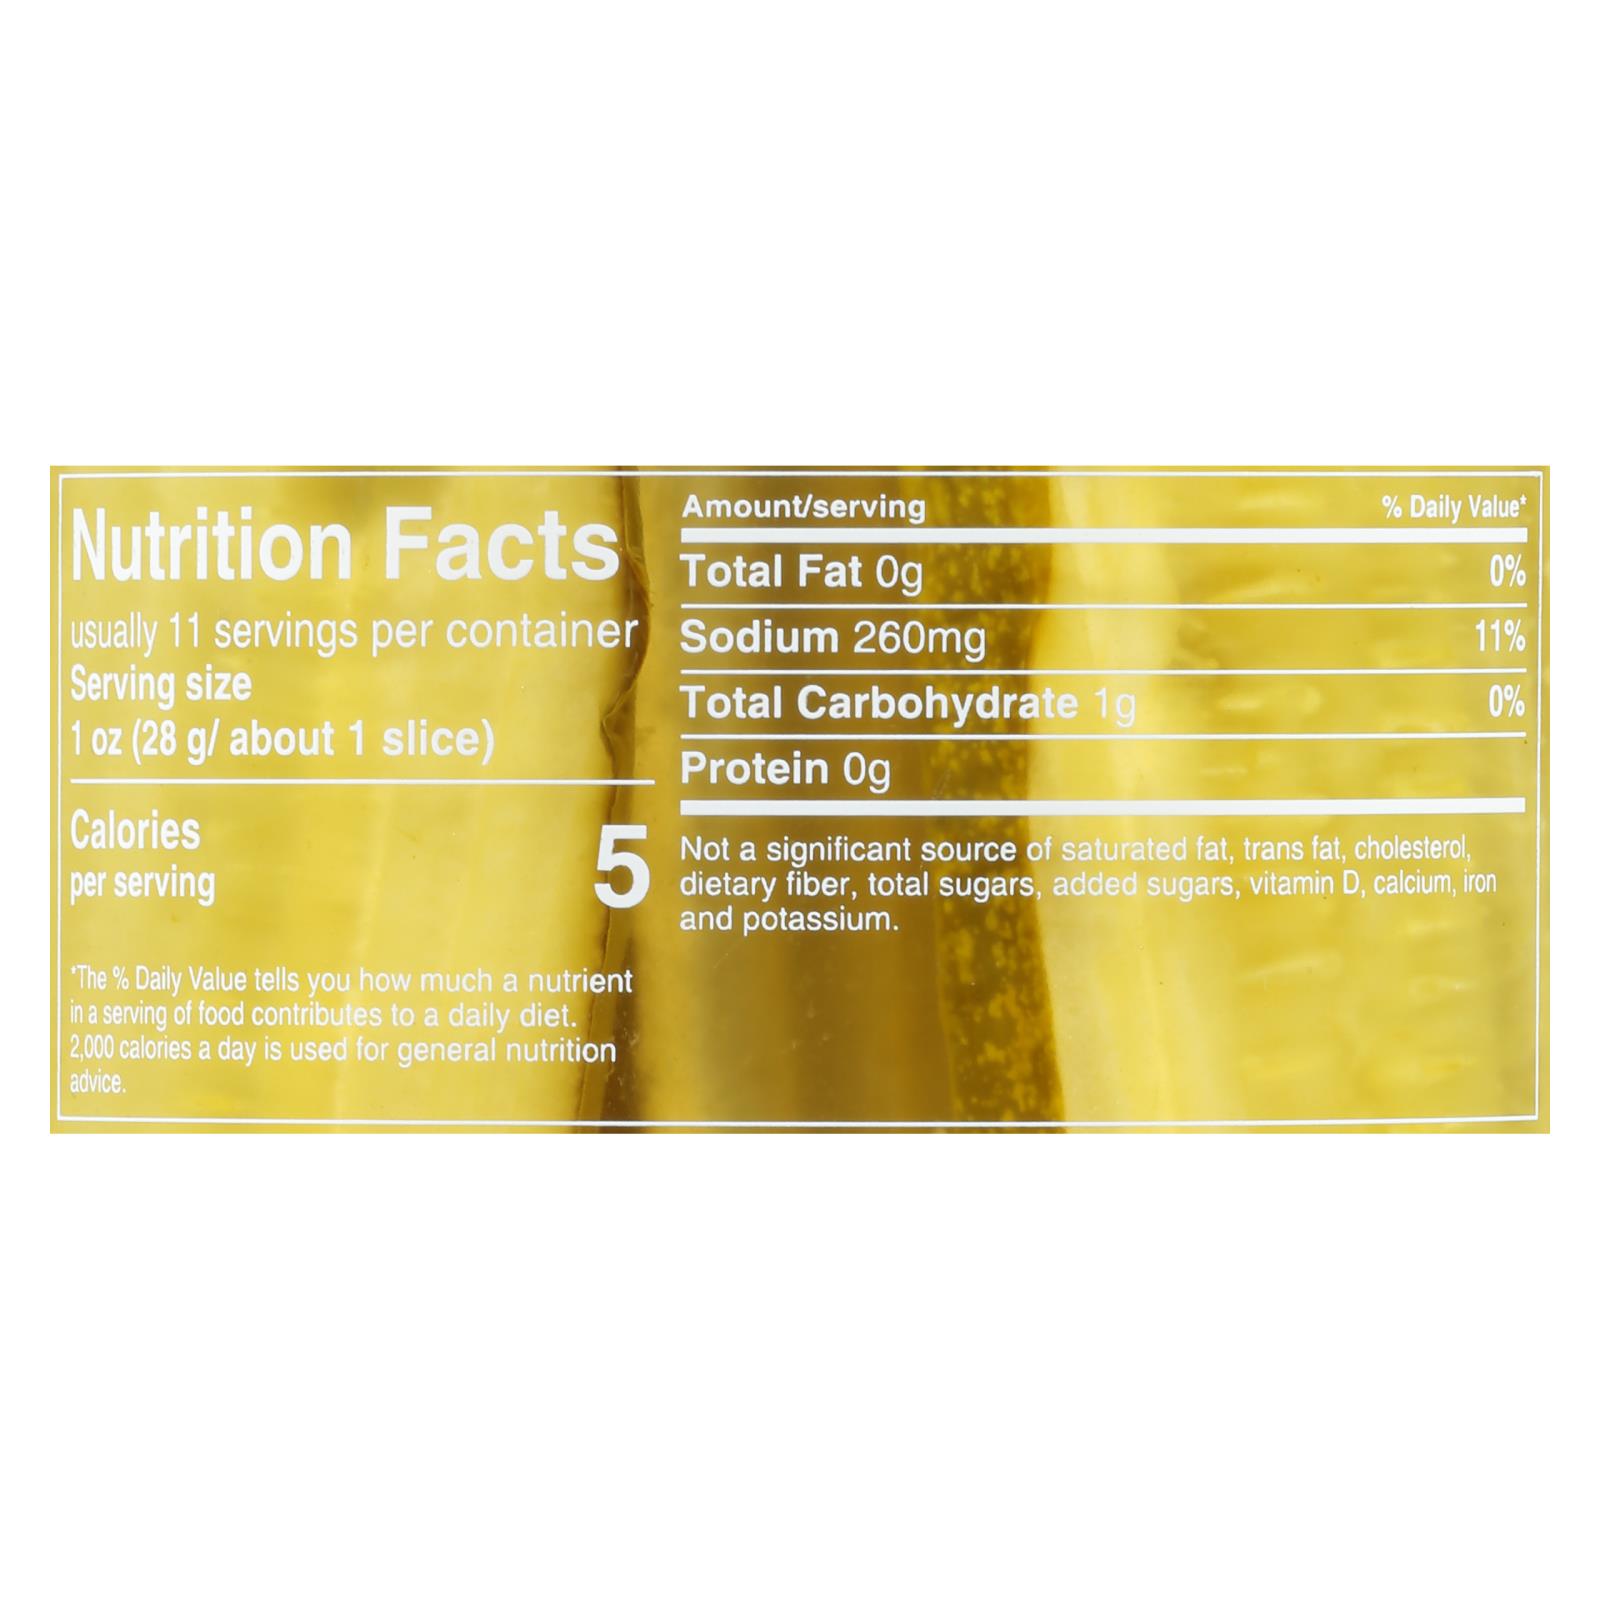 Nutrition Facts
usually 11 servings per container
Serving size
1 oz (28 g/ about 1 slice)
Calories
per serving
5
*The % Daily Value tells you how much a nutrient
in a serving of food contributes to a daily diet.
2,000 calories a day is used for general nutrition
advice.
Amount/serving % Daily Value*
Total Fat 0g 0%
Sodium 260mg 11%
Total Carbohydrate 1g 0%
Protein 0g
Not a significant source of saturated fat, trans fat, cholesterol,
dietary fiber, total sugars, added sugars, vitamin D, calcium, iron
and potassium.